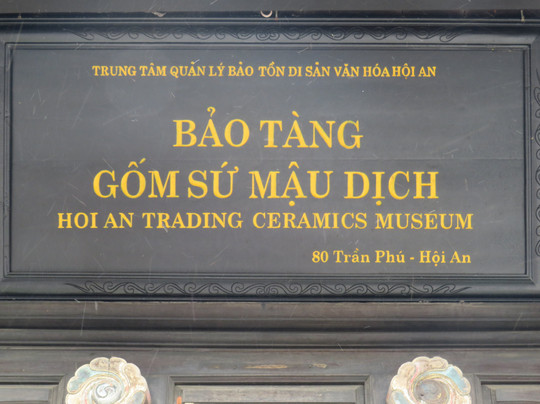 TRUNG TÂM QUẢN LÝ BẢO TỒN DI SẢN VĂN HÓA HỘI AN
BẢO TÀNG
GỐM SỨ MẬU DỊCH
HOI AN TRADING CERAMICS MUSEUM
80 Trần Phú - Hội An